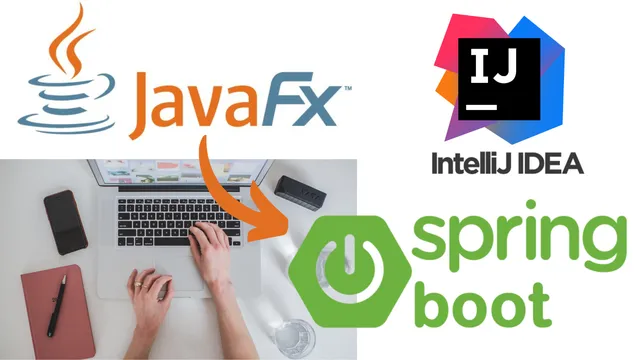 JavaFx™
IJ
IntelliJ IDEA
spring
boot